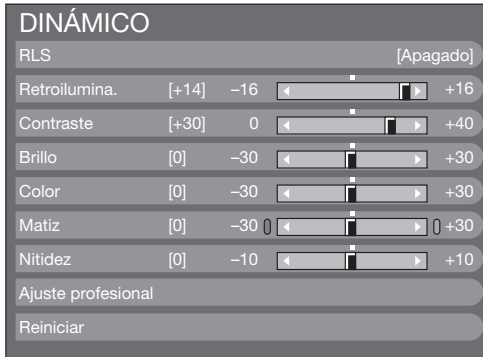 DINÁMICO
RLS [Apagado]
Retroilumina. [+14] –16 +16
Contraste [+30] 0 +40
Brillo [0] –30 +30
Color [0] –30 +30
Matiz [0] –30 +30
Nitidez [0] –10 +10
Ajuste profesional
Reiniciar